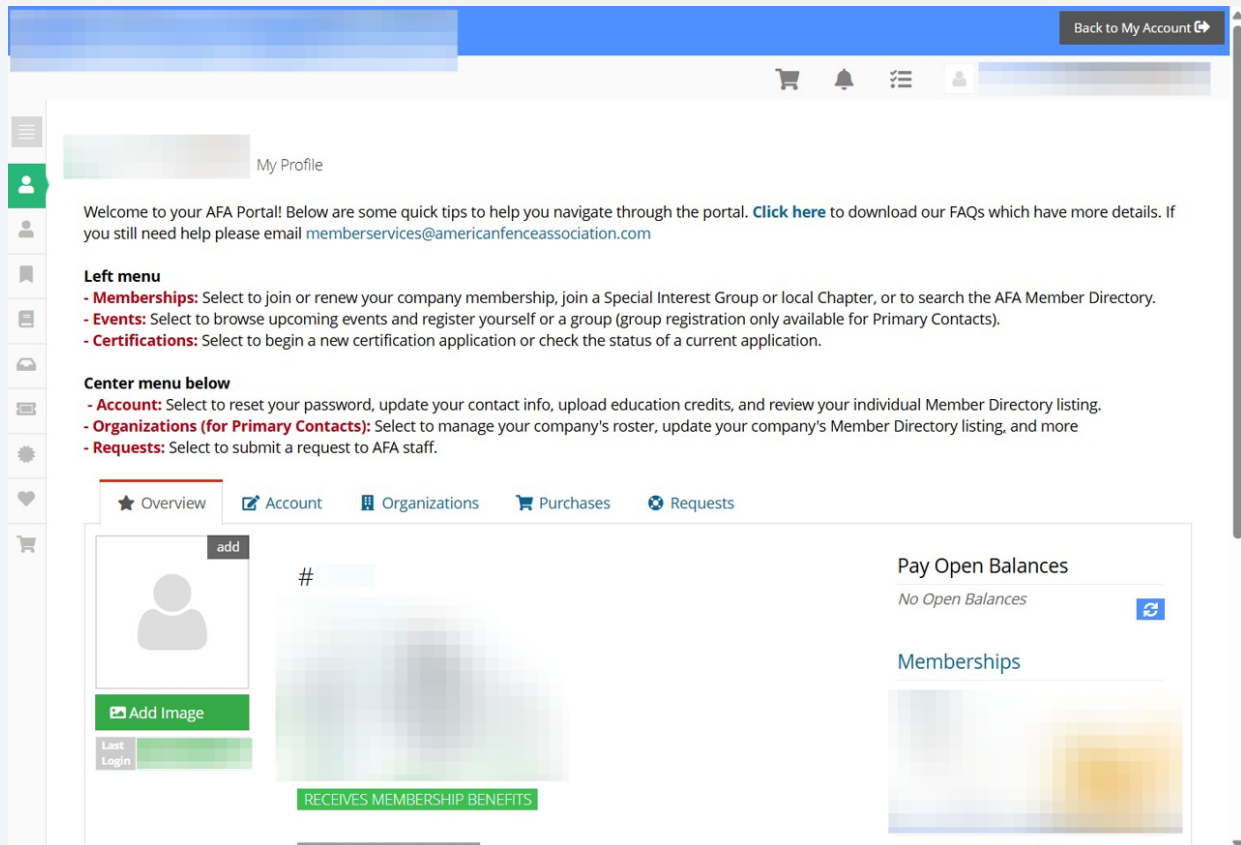 Back to My Account
My Profile
Welcome to your AFA Portal! Below are some quick tips to help you navigate through the portal. Click here to download our FAQs which have more details. If
you still need help please email memberservices@americanfenceassociation.com
Left menu
- Memberships: Select to join or renew your company membership, join a Special Interest Group or local Chapter, or to search the AFA Member Directory.
- Events: Select to browse upcoming events and register yourself or a group (group registration only available for Primary Contacts).
- Certifications: Select to begin a new certification application or check the status of a current application.
Center menu below
- Account: Select to reset your password, update your contact info, upload education credits, and review your individual Member Directory listing.
- Organizations (for Primary Contacts): Select to manage your company's roster, update your company's Member Directory listing, and more
- Requests: Select to submit a request to AFA staff.
Overview Account Organizations Purchases Requests
add
#
Pay Open Balances
No Open Balances
Memberships
Add Image
Last
Login
RECEIVES MEMBERSHIP BENEFITS